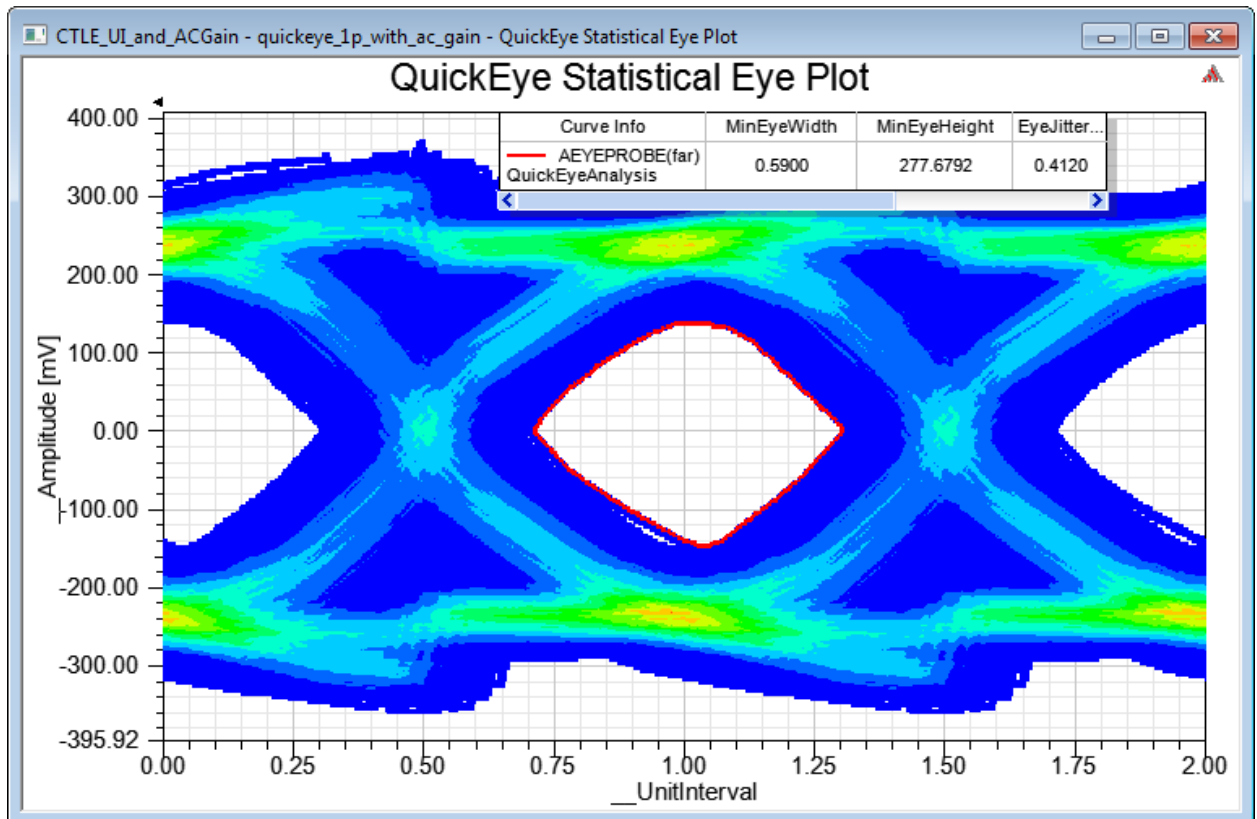 CTLE_UI_and_ACGain - quickeye_1p_with_ac_gain - QuickEye Statistical Eye Plot
QuickEye Statistical Eye Plot
Curve Info MinEyeWidth MinEyeHeight EyeJitter...
AEYEPROBE(far)
QuickEyeAnalysis 0.5900 277.6792 0.4120
400.00
300.00
200.00
100.00
0.00
-100.00
-200.00
-300.00
-395.92
__Amplitude [mV]
0.00 0.25 0.50 0.75 1.00 1.25 1.50 1.75 2.00
__UnitInterval